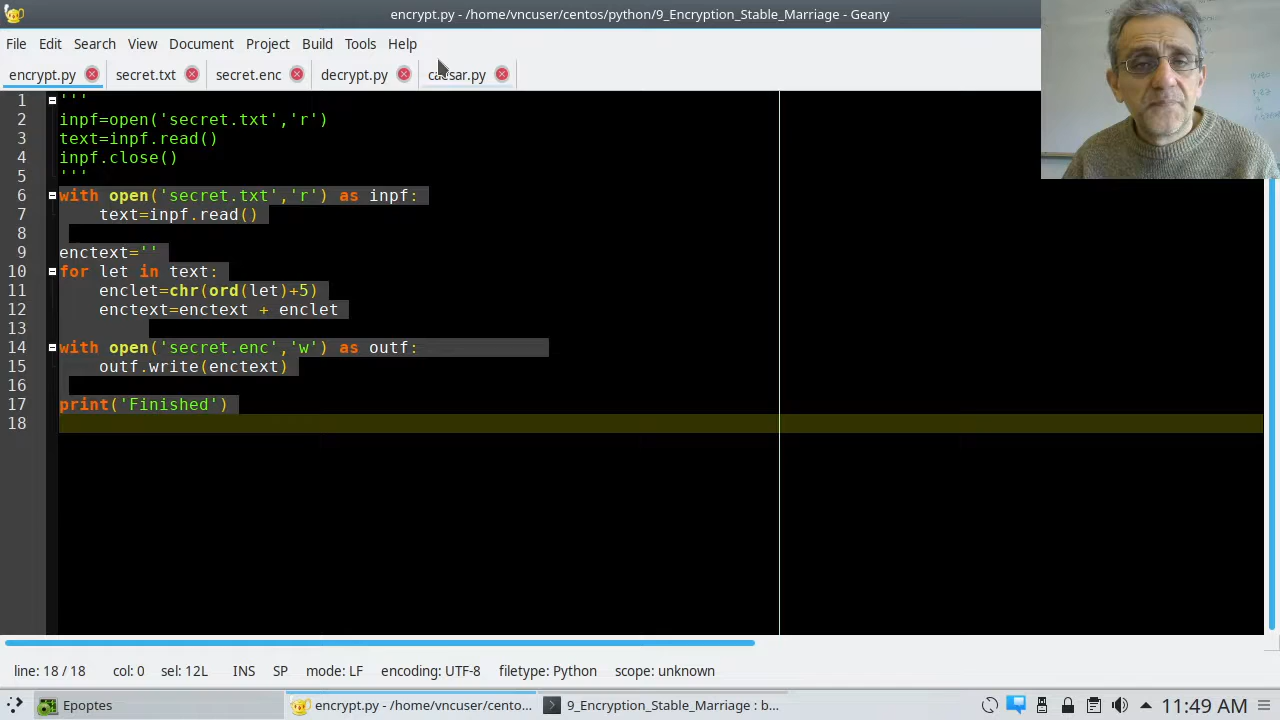 encrypt.py - /home/vncuser/centos/python/9_Encryption_Stable_Marriage - Geany
File Edit Search View Document Project Build Tools Help
encrypt.py secret.txt secret.enc decrypt.py caesar.py
1 '''
2 inpf=open('secret.txt','r')
3 text=inpf.read()
4 inpf.close()
5 '''
6 with open('secret.txt','r') as inpf:
7 text=inpf.read()
8
9 enctext=''
10 for let in text:
11 enclet=chr(ord(let)+5)
12 enctext=enctext + enclet
13
14 with open('secret.enc','w') as outf:
15 outf.write(enctext)
16
17 print('Finished')
18
line: 18 / 18 col: 0 sel: 12L INS SP mode: LF encoding: UTF-8 filetype: Python scope: unknown
Epoptes encrypt.py - /home/vncuser/cento... 9_Encryption_Stable_Marriage : b... 11:49 AM